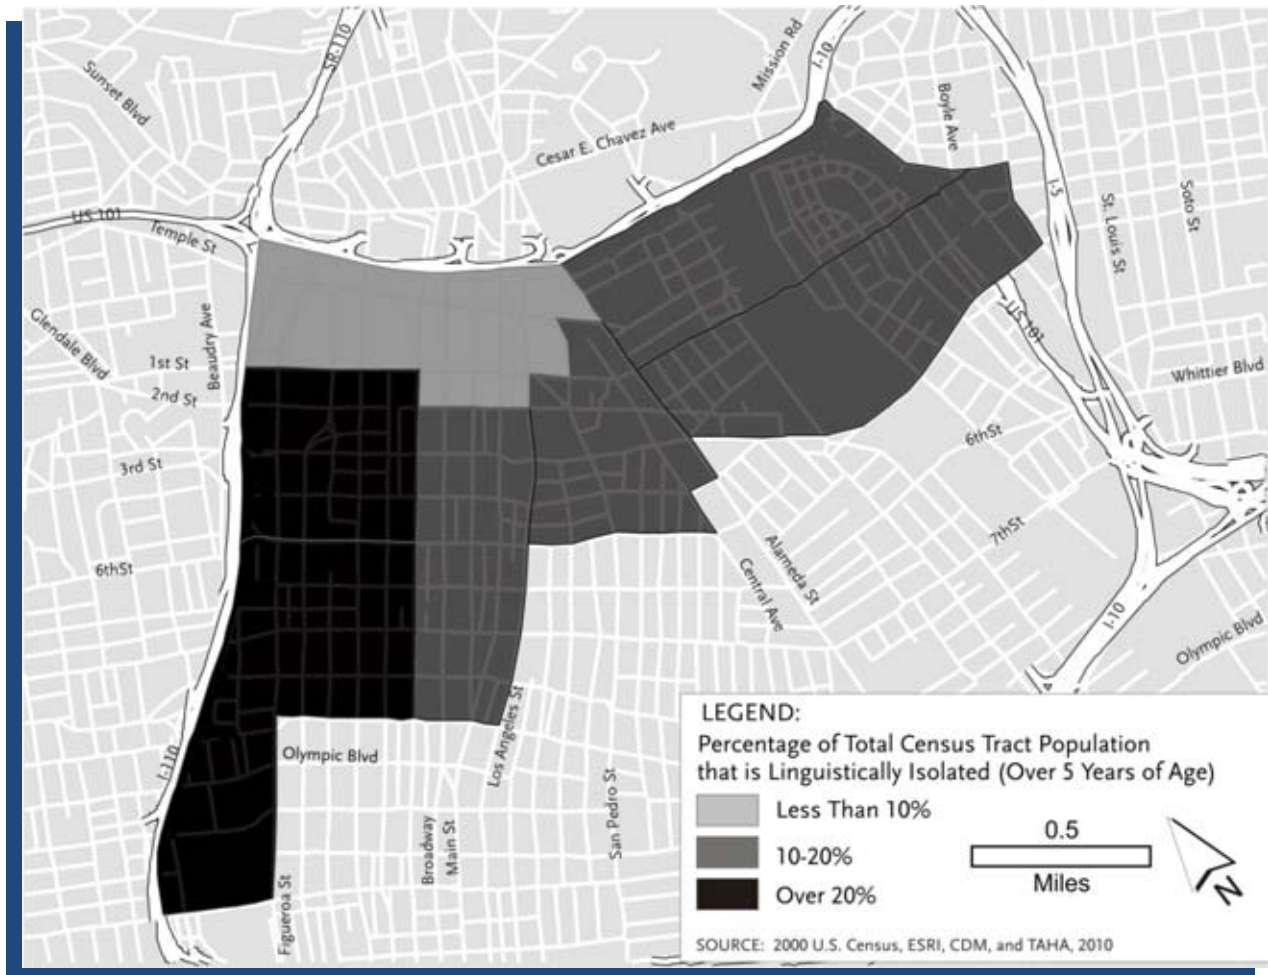 SR-110
Mission Rd
I-10
Sunset Blvd
Boyle Ave
Cesar E. Chavez Ave
I-5
US 101
Temple St
St. Louis St
Soto St
Glendale Blvd
Beaudry Ave
US 101
1st St
Whittier Blvd
2nd St
6thSt
3rd St
7thSt
6thSt
Alameda St
Central Ave
I-10
Olympic Blvd
I-110
Olympic Blvd
Los Angeles St
San Pedro St
Broadway
Main St
Figueroa St
LEGEND:
Percentage of Total Census Tract Population
that is Linguistically Isolated (Over 5 Years of Age)
Less Than 10%
10-20%
Over 20%
0.5
Miles
N
SOURCE: 2000 U.S. Census, ESRI, CDM, and TAHA, 2010